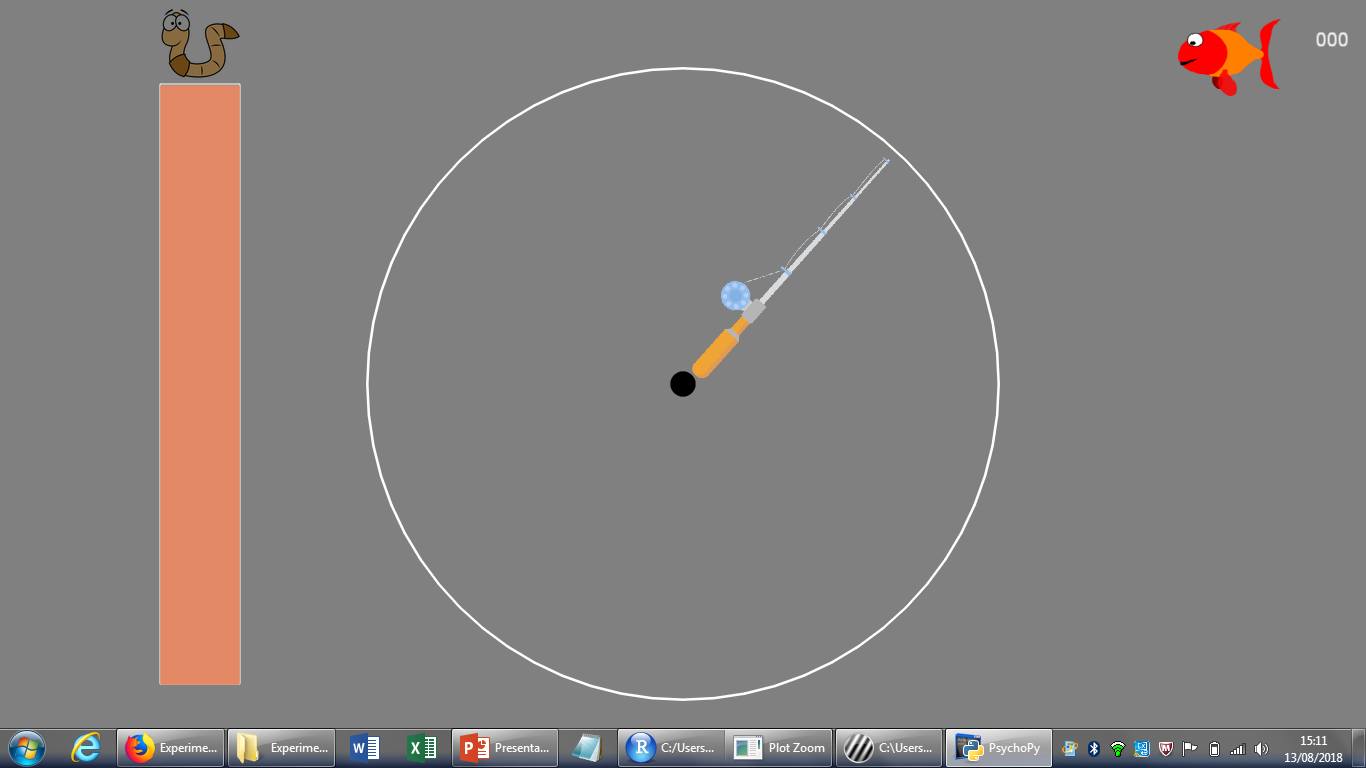 000
Experime...
Experime...
Presenta...
C:/Users...
Plot Zoom
C:\Users...
PsychoPy
15:11
13/08/2018